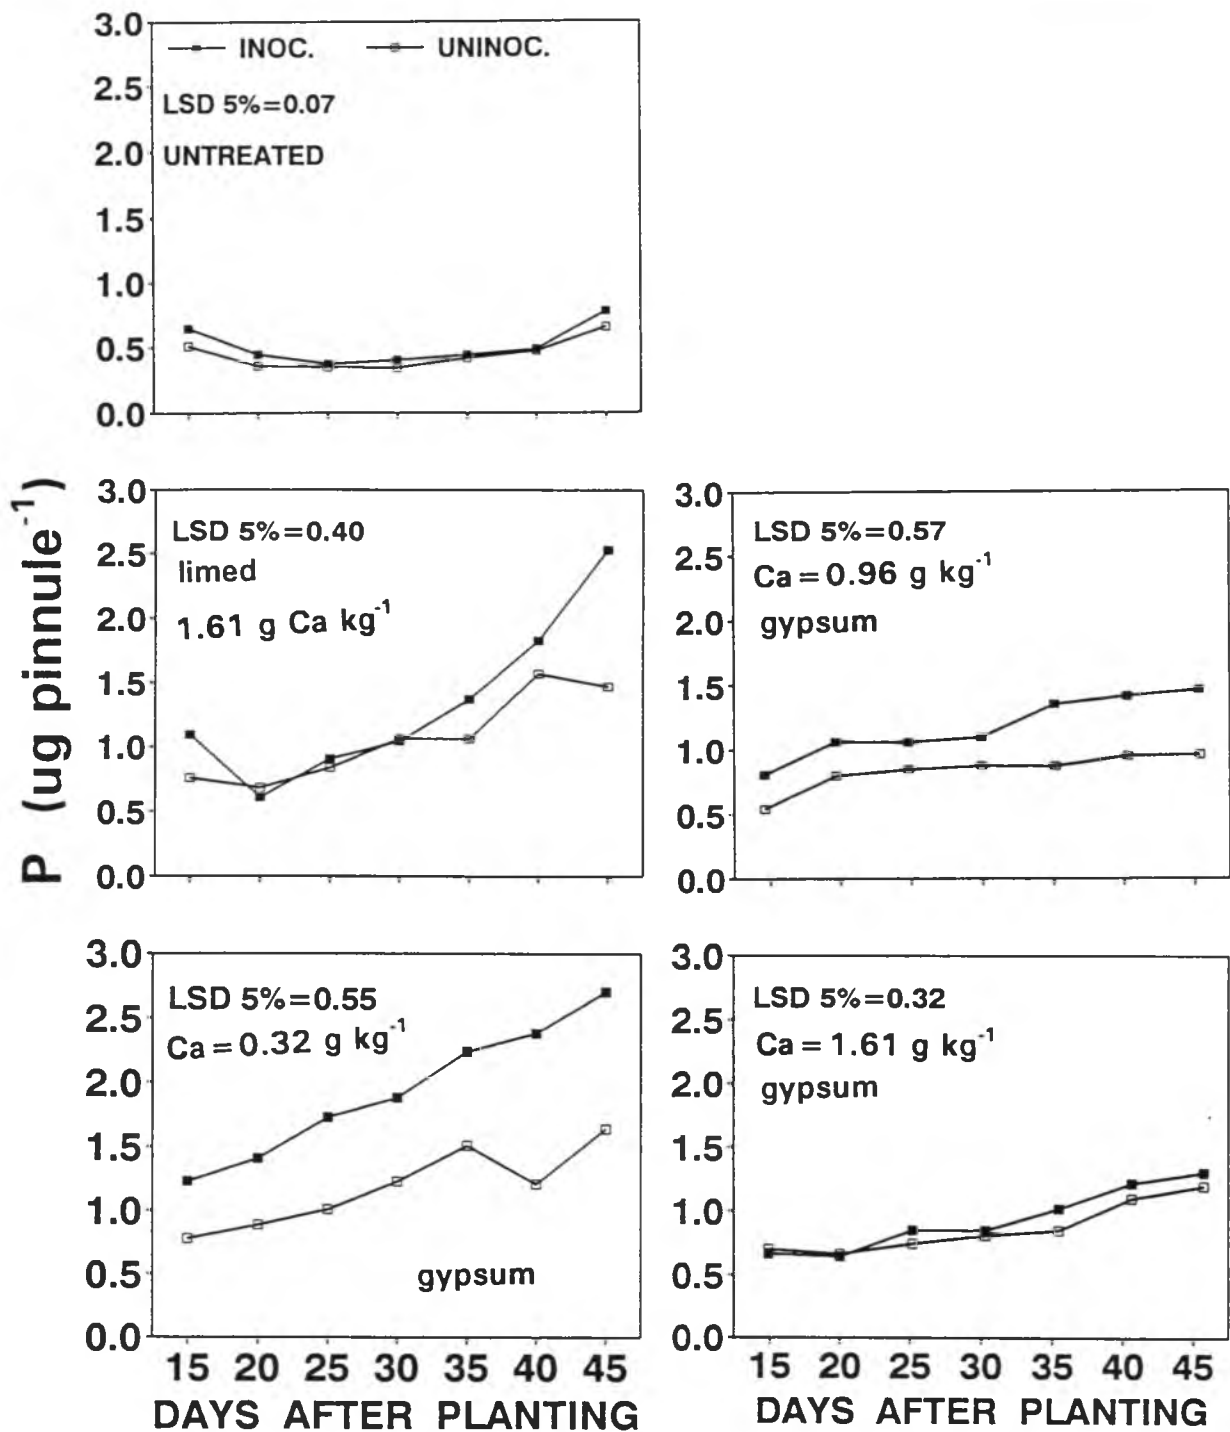 3.0
INOC. UNINOC.
2.5
LSD 5%=0.07
2.0
UNTREATED
1.5
1.0
0.5
0.0
P (ug pinnule-1)
3.0
LSD 5%=0.40
2.5
limed
2.0
1.61 g Ca kg-1
1.5
1.0
0.5
0.0
3.0
LSD 5%=0.57
2.5
Ca=0.96 g kg-1
2.0
gypsum
1.5
1.0
0.5
0.0
3.0
LSD 5%=0.55
2.5
Ca=0.32 g kg-1
2.0
1.5
1.0
0.5
gypsum
0.0
15 20 25 30 35 40 45
DAYS AFTER PLANTING
3.0
LSD 5%=0.32
2.5
Ca=1.61 g kg-1
2.0
gypsum
1.5
1.0
0.5
0.0
15 20 25 30 35 40 45
DAYS AFTER PLANTING